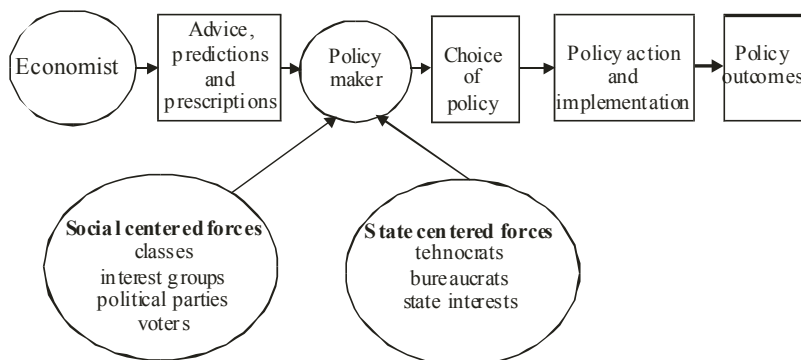 Economist
Advice,
predictions
and
prescriptions
Policy
maker
Choice
of
policy
Policy action
and
implementation
Policy
outcomes
Social centered forces
classes
interest groups
political parties
voters
State centered forces
tehnocrats
bureaucrats
state interests